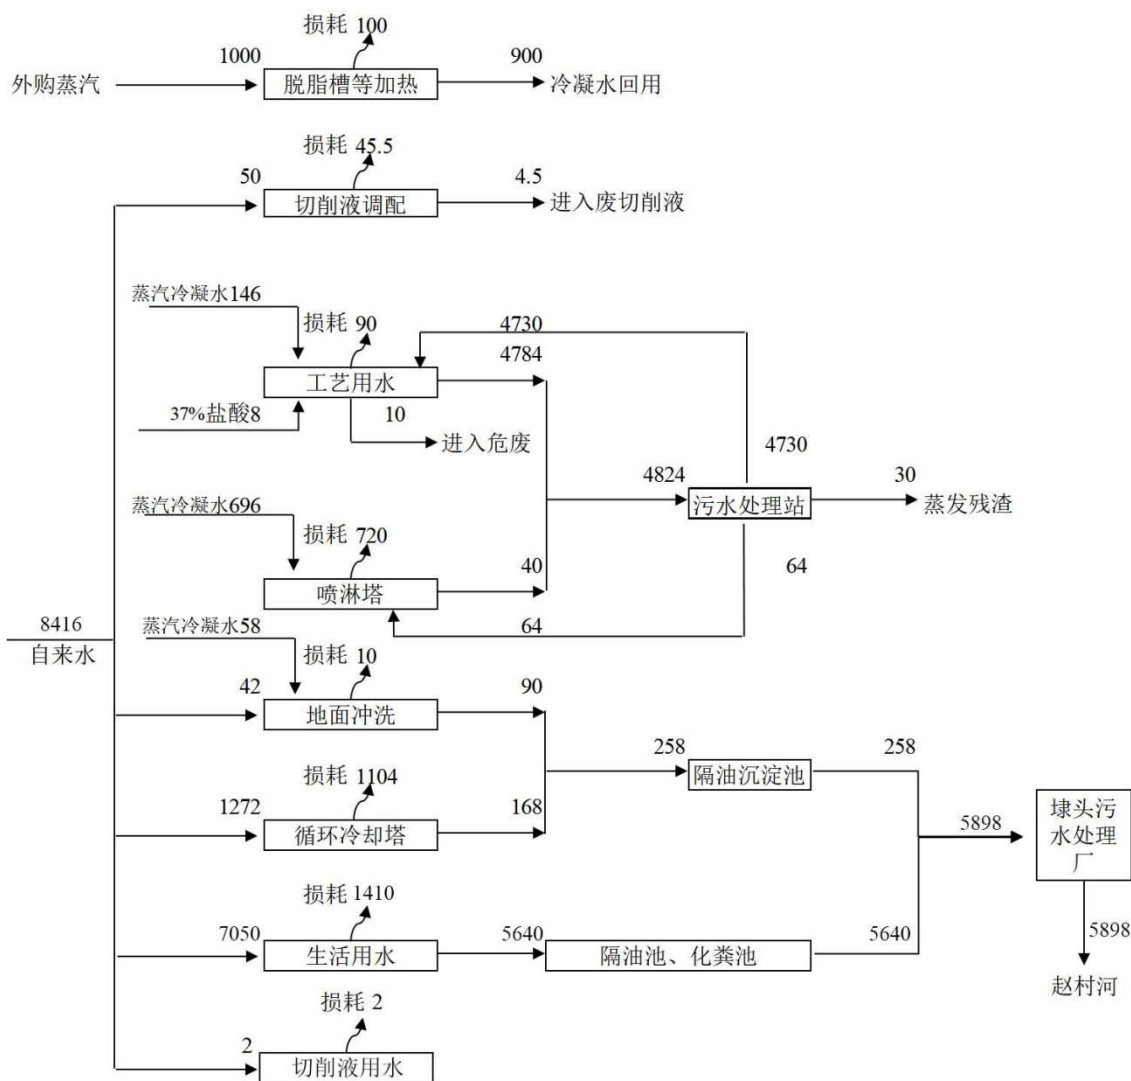 损耗 100
1000
900
外购蒸汽
脱脂槽等加热
冷凝水回用
损耗 45.5
50
4.5
切削液调配
进入废切削液
蒸汽冷凝水146
损耗 90
4730
4784
工艺用水
37%盐酸8
10
进入危废
4730
4824
30
污水处理站
蒸发残渣
蒸汽冷凝水696
损耗 720
40
64
喷淋塔
64
8416
自来水
蒸汽冷凝水58
损耗 10
42
90
地面冲洗
258
258
隔油沉淀池
损耗 1104
1272
168
循环冷却塔
5898
埭头污
水处理
厂
损耗 1410
7050
5640
5640
生活用水
隔油池、化粪池
5898
赵村河
损耗 2
2
切削液用水